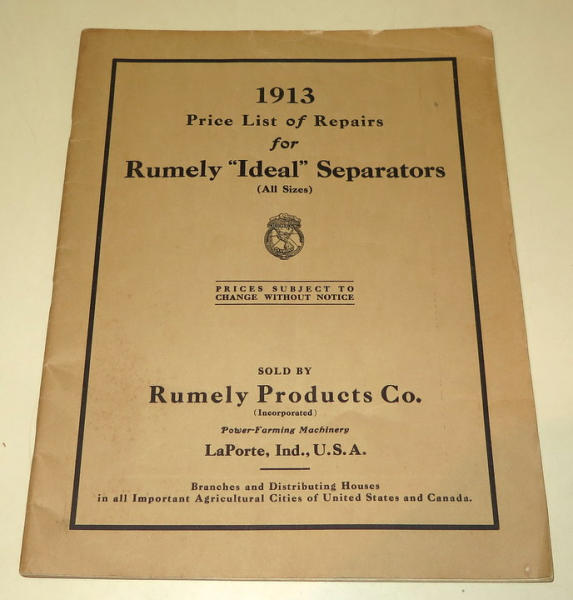 1913
Price List of Repairs
for
Rumely "Ideal" Separators
(All Sizes)
PRICES SUBJECT TO
CHANGE WITHOUT NOTICE
SOLD BY
Rumely Products Co.
(Incorporated)
Power-Farming Machinery
LaPorte, Ind., U.S.A.
Branches and Distributing Houses
in all Important Agricultural Cities of United States and Canada.